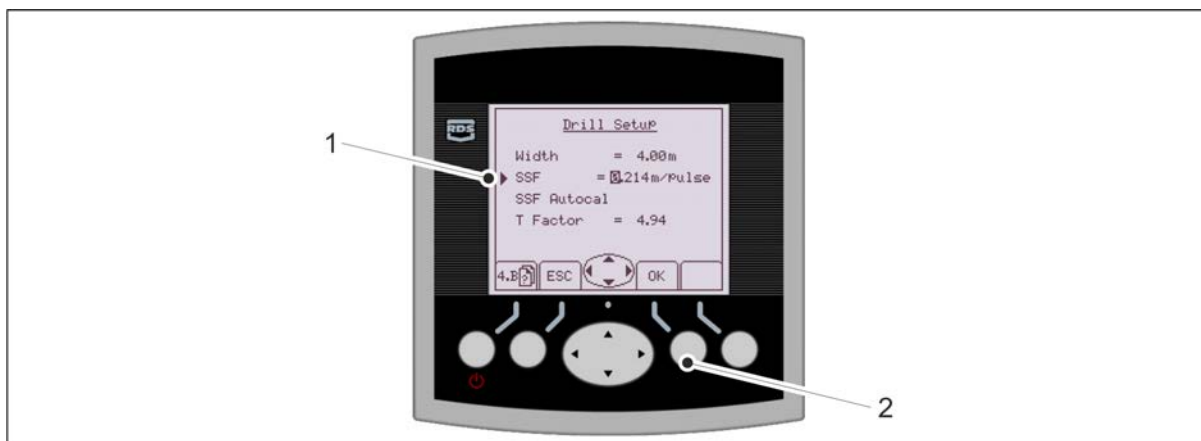 RDS
Drill Setup
Width = 4.00m
1
SSF = 0.214m/pulse
SSF Autocal
T Factor = 4.94
4.B ESC OK
2